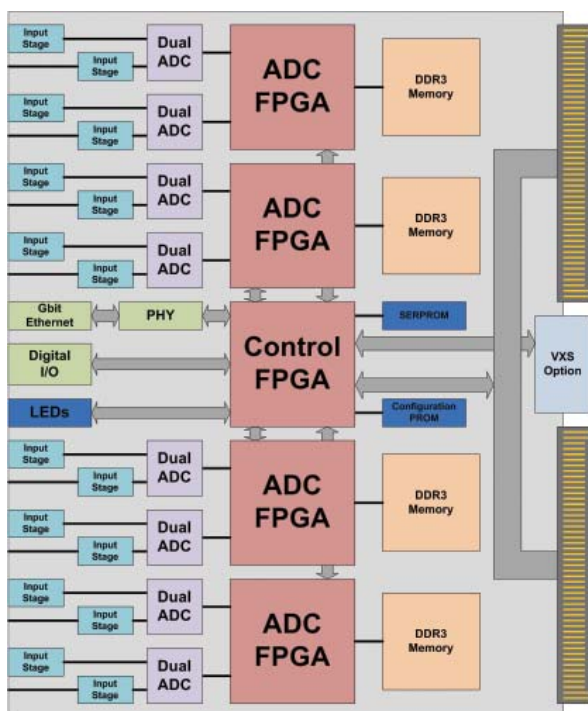 Input
Stage
Input
Stage
Dual
ADC
ADC
FPGA
DDR3
Memory
Input
Stage
Input
Stage
Dual
ADC
Input
Stage
Input
Stage
Dual
ADC
ADC
FPGA
DDR3
Memory
Input
Stage
Input
Stage
Dual
ADC
Gbit
Ethernet
PHY
Control
FPGA
SERPROM
Digital
I/O
VXS
Option
LEDs
Configuration
PROM
Input
Stage
Input
Stage
Dual
ADC
ADC
FPGA
DDR3
Memory
Input
Stage
Input
Stage
Dual
ADC
Input
Stage
Input
Stage
Dual
ADC
ADC
FPGA
DDR3
Memory
Input
Stage
Input
Stage
Dual
ADC